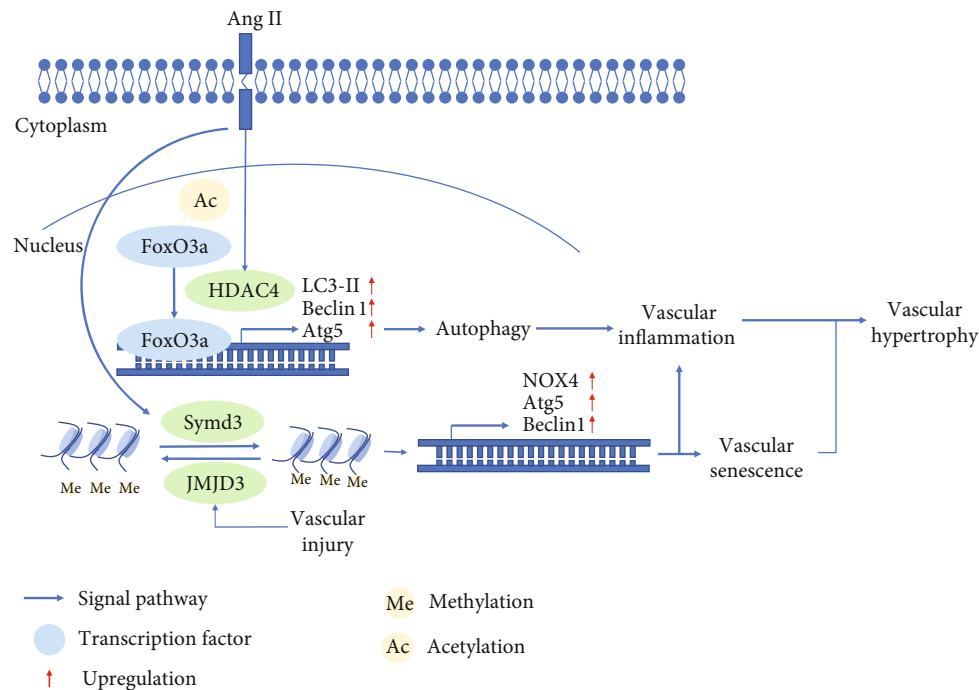 Ang II
Cytoplasm
Ac
Nucleus
FoxO3a
HDAC4
LC3-II
Beclin 1
Atg5
FoxO3a
Autophagy
Vascular
inflammation
Vascular
hypertrophy
NOX4
Atg5
Beclin1
Symd3
Me Me Me
Me Me Me
JMJD3
Vascular
senescence
Vascular
injury
Signal pathway
Transcription factor
Upregulation
Me Methylation
Ac Acetylation